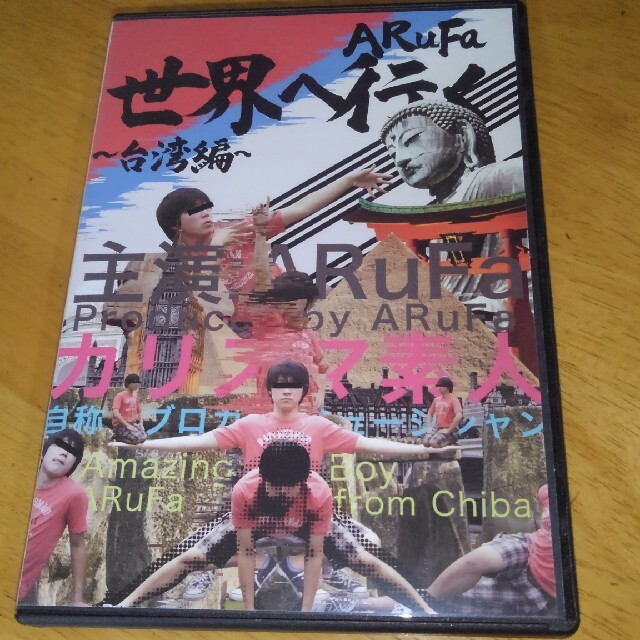 ARuFa
世界へ行く
～台湾編～
主演 ARuFa
by ARuFa
カリスマ素人
自称
Amazing Boy
ARuFa from Chiba